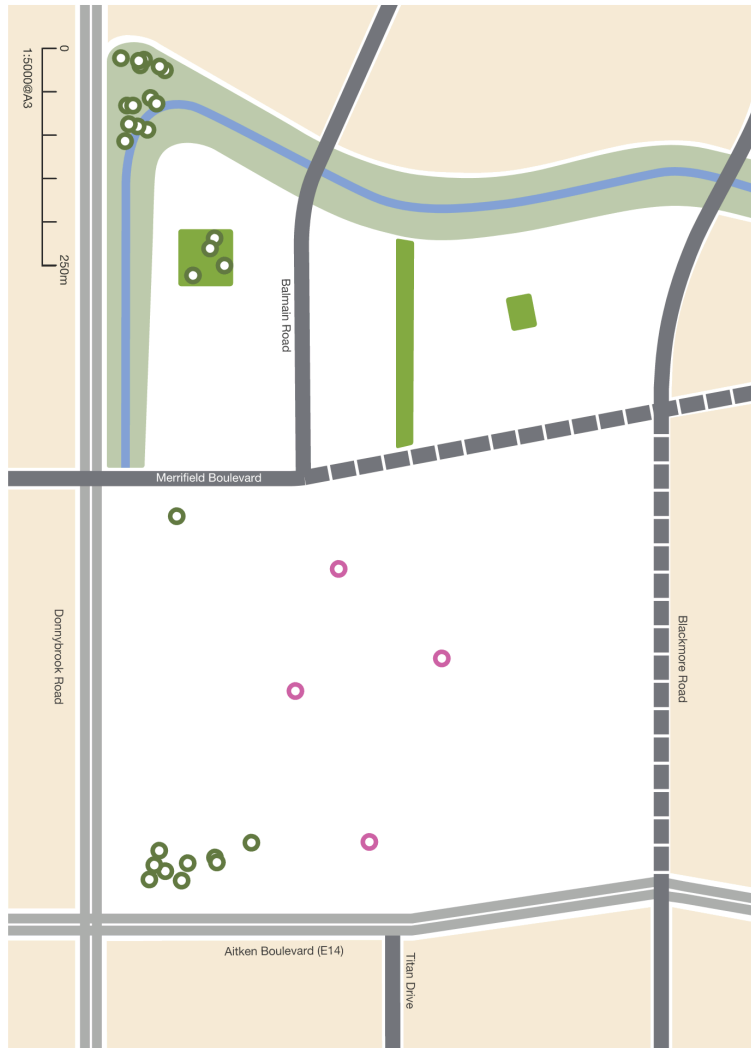 0
1:5000@A3
250m
Balmain Road
Merrifield Boulevard
Donnybrook Road
Blackmore Road
Aitken Boulevard (E14)
Titan Drive